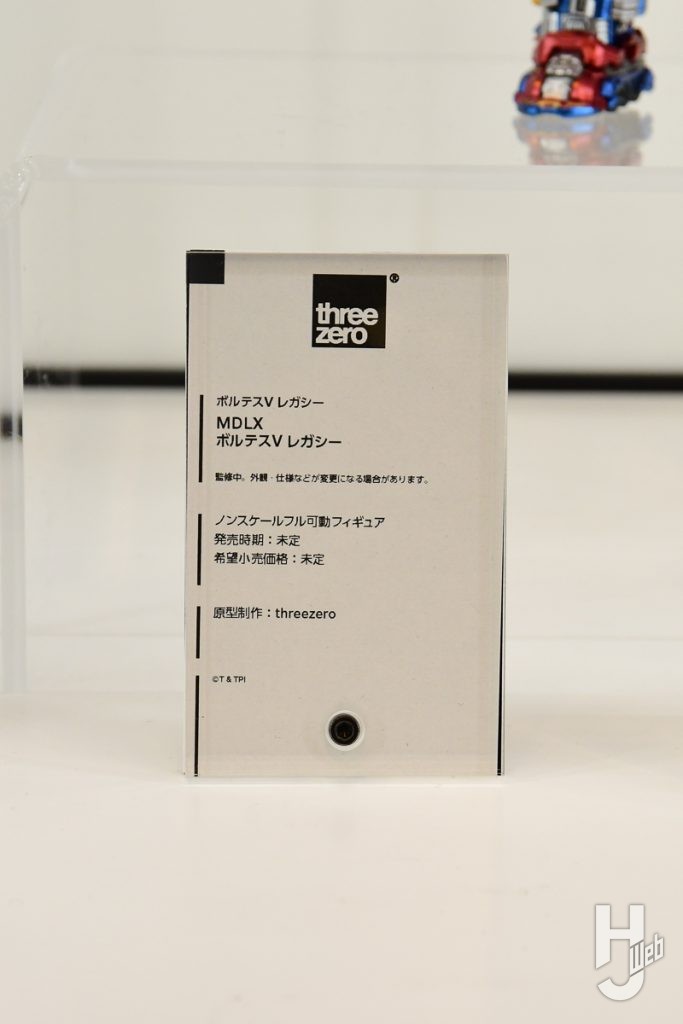 three
zero
®
ボルテスV レガシー
MDLX
ボルテスV レガシー
監修中。外観・仕様などが変更になる場合があります。
ノンスケールフル可動フィギュア
発売時期：未定
希望小売価格：未定
原型制作：threezero
©T & TPI
HJ Web